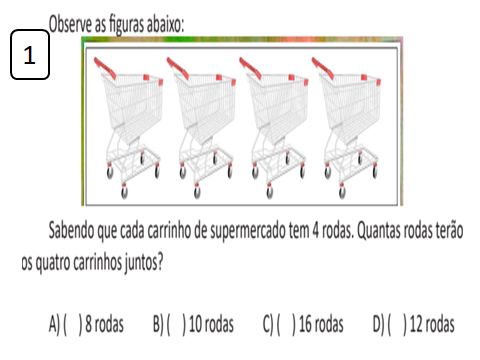 Observe as figuras abaixo:
1
Sabendo que cada carrinho de supermercado tem 4 rodas. Quantas rodas terão
os quatro carrinhos juntos?
A) ( ) 8 rodas B) ( ) 10 rodas C) ( ) 16 rodas D) ( ) 12 rodas